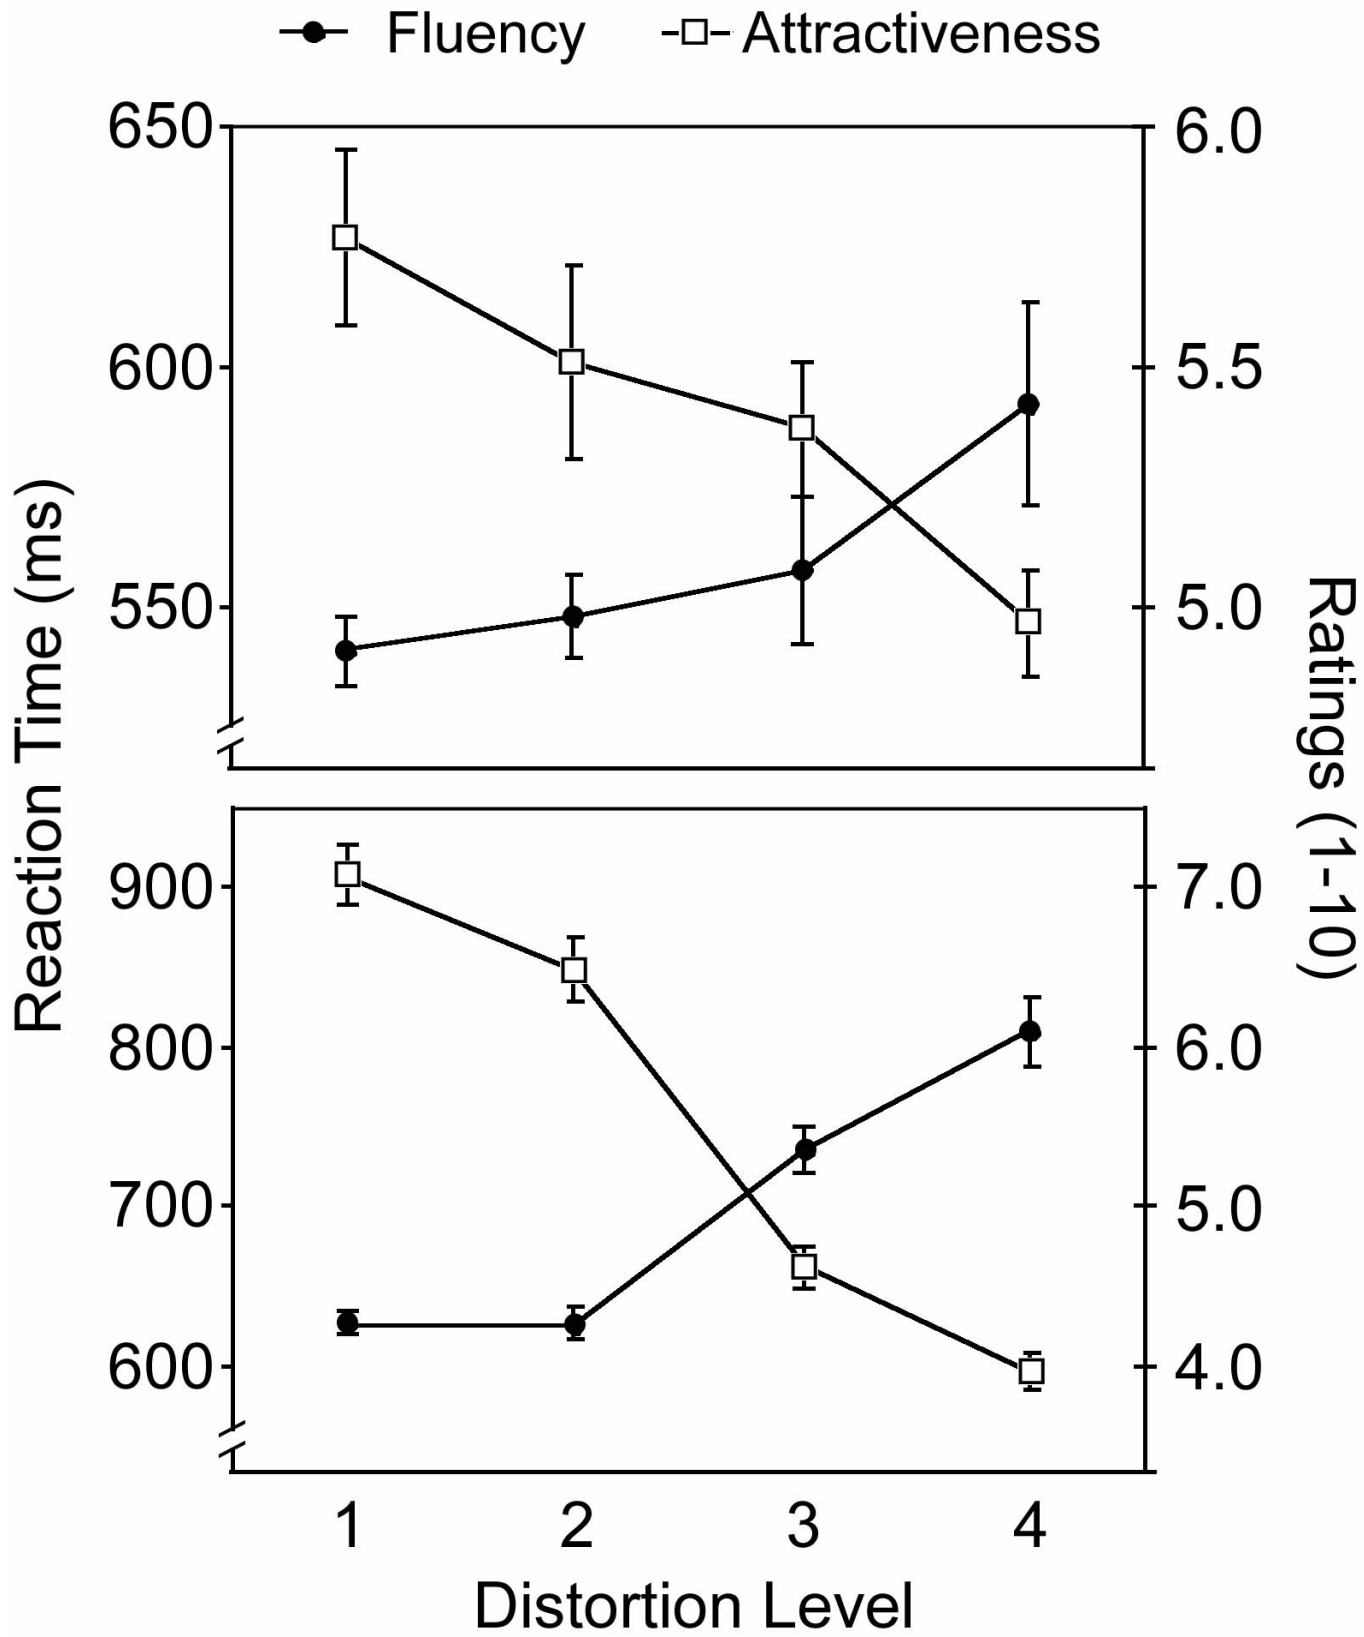 Fluency Attractiveness
650 6.0
600 5.5
550 5.0
Reaction Time (ms)
Ratings (1-10)
900 7.0
800 6.0
700 5.0
600 4.0
1 2 3 4
Distortion Level